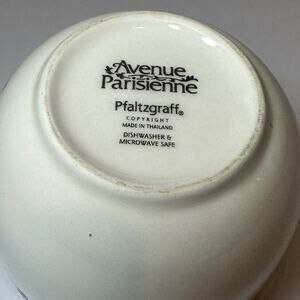 Avenue
Parisienne
Pfaltzgraff®
COPYRIGHT
MADE IN THAILAND
DISHWASHER &
MICROWAVE SAFE